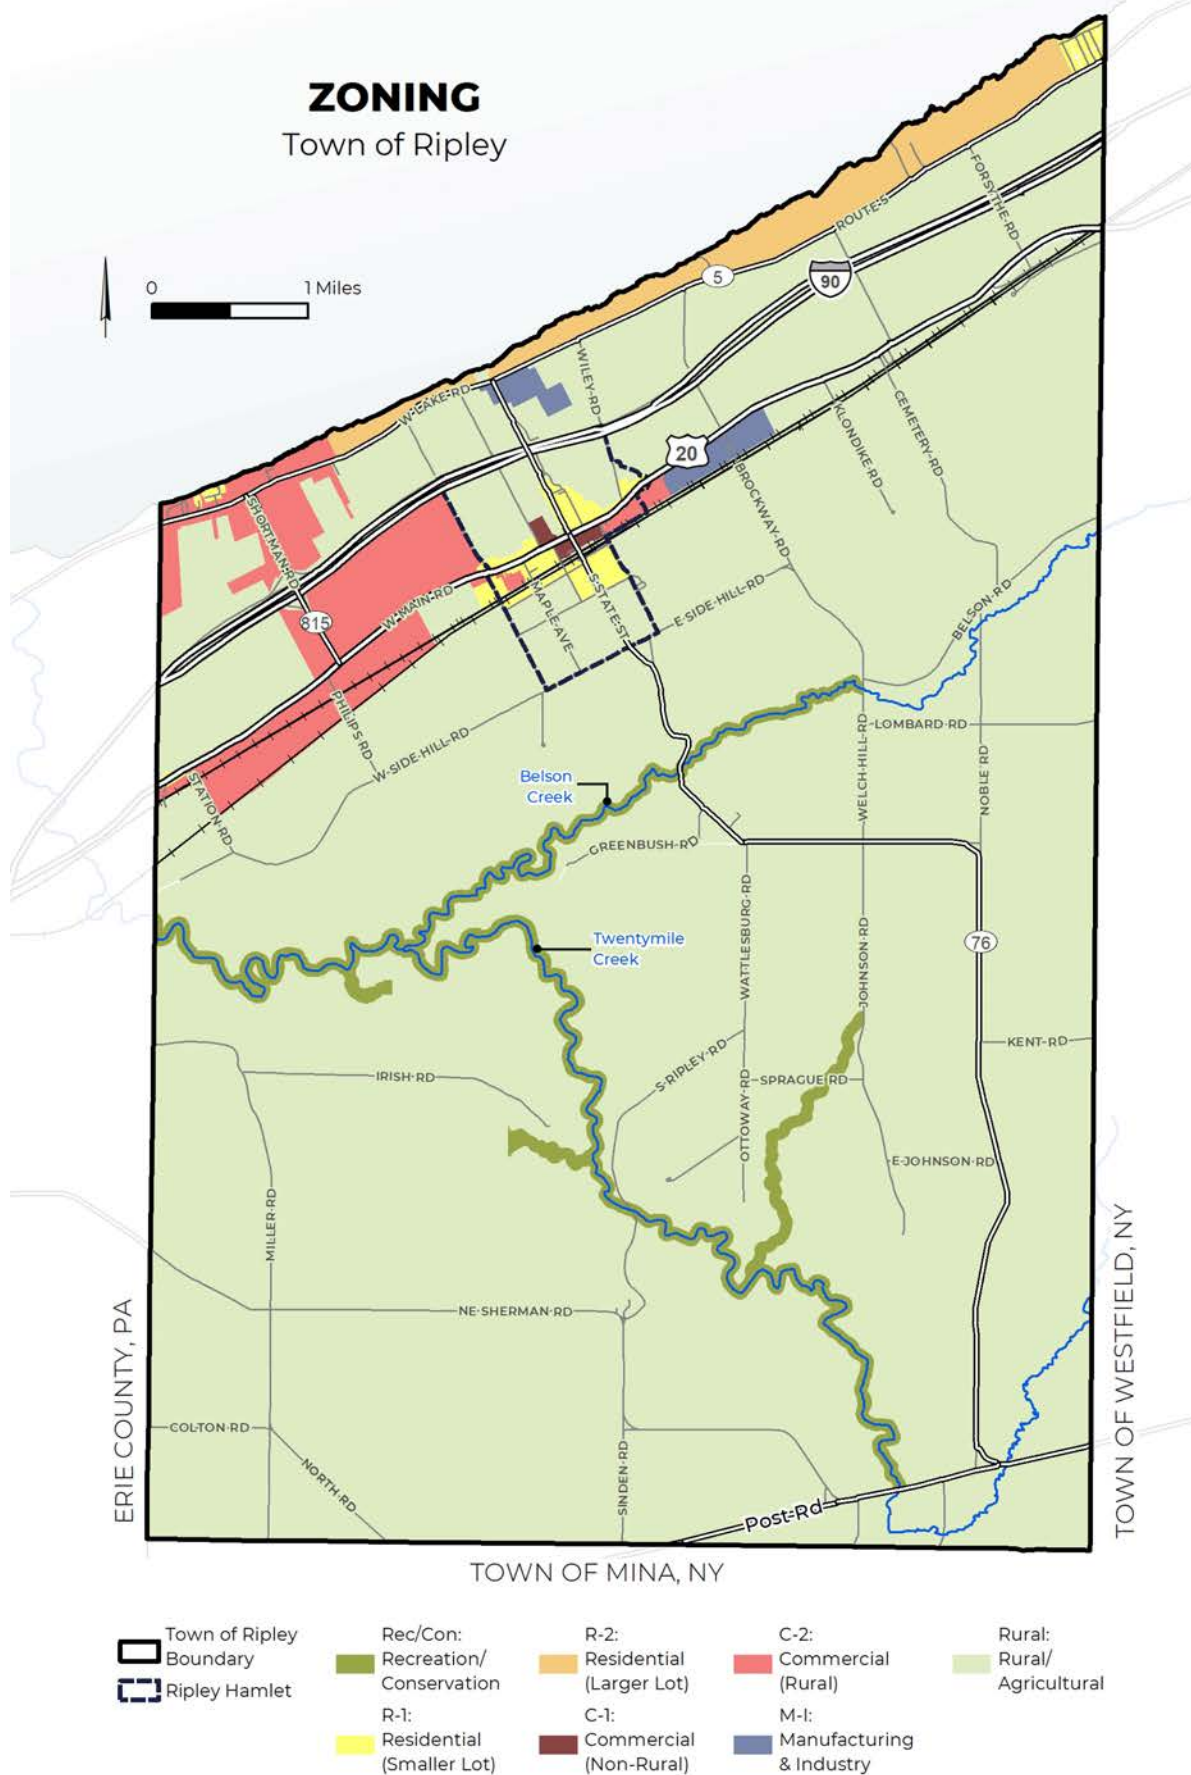 ZONING
Town of Ripley
0 1 Miles
FORSYTHE RD
ROUTE 5
5
90
WILEY RD
W LAKE RD
20
CEMETERY RD
KLONDIKE RD
BROCKWAY RD
SHORTMAN RD
815
W MAIN RD
MAPLE AVE
S STATE ST
E SIDE HILL RD
BELSON RD
PHILIPS RD
W SIDE HILL RD
STATION RD
LOMBARD RD
WELCH HILL RD
NOBLE RD
Belson
Creek
GREENBUSH RD
Twentymile
Creek
WATTLESBURG RD
JOHNSON RD
76
KENT RD
S RIPLEY RD
SPRAGUE RD
OTTOWAY RD
IRISH RD
E JOHNSON RD
MILLER RD
NE SHERMAN RD
COLTON RD
NORTH RD
SINDEN RD
Post Rd
ERIE COUNTY, PA
TOWN OF WESTFIELD, NY
TOWN OF MINA, NY
Town of Ripley
Boundary
Ripley Hamlet
Rec/Con:
Recreation/
Conservation
R-1:
Residential
(Smaller Lot)
R-2:
Residential
(Larger Lot)
C-1:
Commercial
(Non-Rural)
C-2:
Commercial
(Rural)
M-I:
Manufacturing
& Industry
Rural:
Rural/
Agricultural